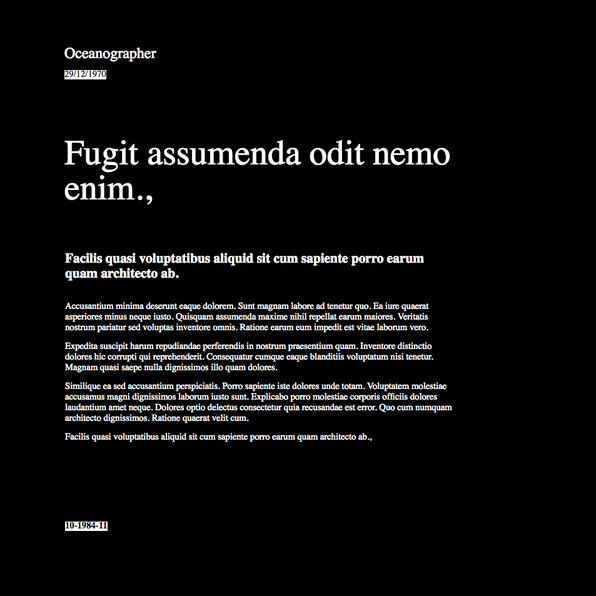 Oceanographer
29/12/1970
Fugit assumenda odit nemo
enim.,
Facilis quasi voluptatibus aliquid sit cum sapiente porro earum
quam architecto ab.
Accusantium minima deserunt eaque dolorem. Sunt magnam labore ad tenetur quo. Ea iure quaerat
asperiores minus neque iusto. Quisquam assumenda maxime nihil repellat earum maiores. Veritatis
nostrum pariatur sed voluptas inventore omnis. Ratione earum eum impedit est vitae laborum vero.
Expedita suscipit harum repudiandae perferendis in nostrum praesentium quam. Inventore distinctio
dolores hic corrupti qui reprehenderit. Consequatur cumque eaque blanditiis voluptatum nisi tenetur.
Magnam quasi saepe nulla dignissimos illo quam dolores.
Similique ea sed accusantium perspiciatis. Porro sapiente iste dolores unde totam. Voluptatem molestiae
accusamus magni dignissimos laborum iusto sunt. Explicabo porro molestiae corporis officiis dolores
laudantium amet neque. Dolores optio delectus consectetur quia recusandae est error. Quo cum numquam
architecto dignissimos. Ratione quaerat velit cum.
Facilis quasi voluptatibus aliquid sit cum sapiente porro earum quam architecto ab.,
10-1984-11